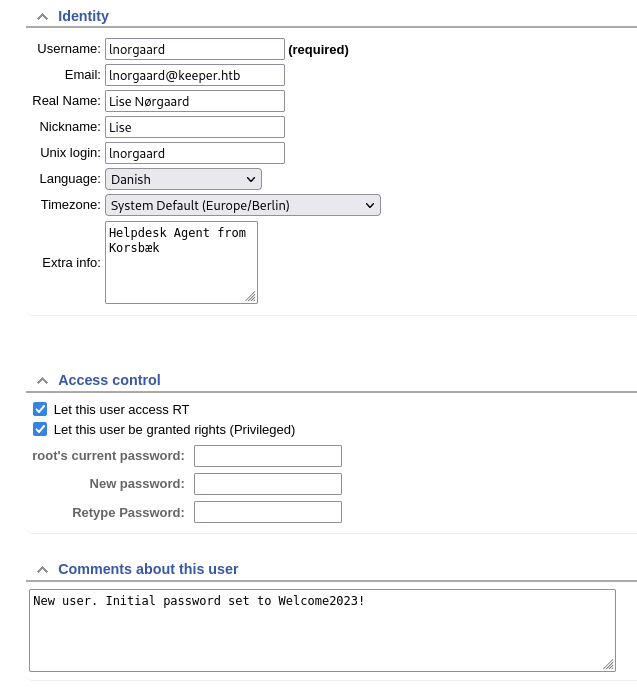 Identity
Username: lnorgaard (required)
Email: lnorgaard@keeper.htb
Real Name: Lise Nørgaard
Nickname: Lise
Unix login: lnorgaard
Language: Danish
Timezone: System Default (Europe/Berlin)
Extra info: Helpdesk Agent from
Korsbæk
Access control
Let this user access RT
Let this user be granted rights (Privileged)
root's current password:
New password:
Retype Password:
Comments about this user
New user. Initial password set to Welcome2023!